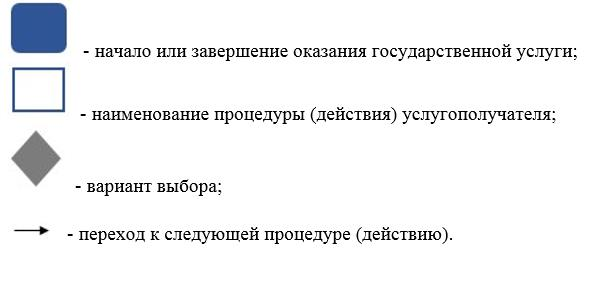 - начало или завершение оказания государственной услуги;
- наименование процедуры (действия) услугополучателя;
- вариант выбора;
- переход к следующей процедуре (действию).